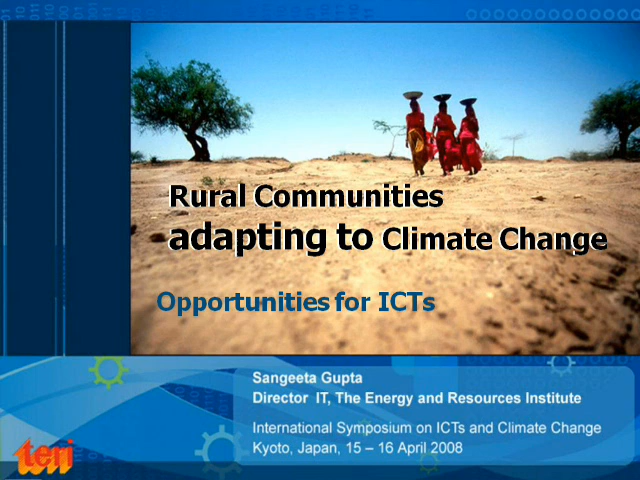 Rural Communities
adapting to Climate Change
Opportunities for ICTs
Sangeeta Gupta
Director IT, The Energy and Resources Institute
International Symposium on ICTs and Climate Change
Kyoto, Japan, 15 – 16 April 2008
teri